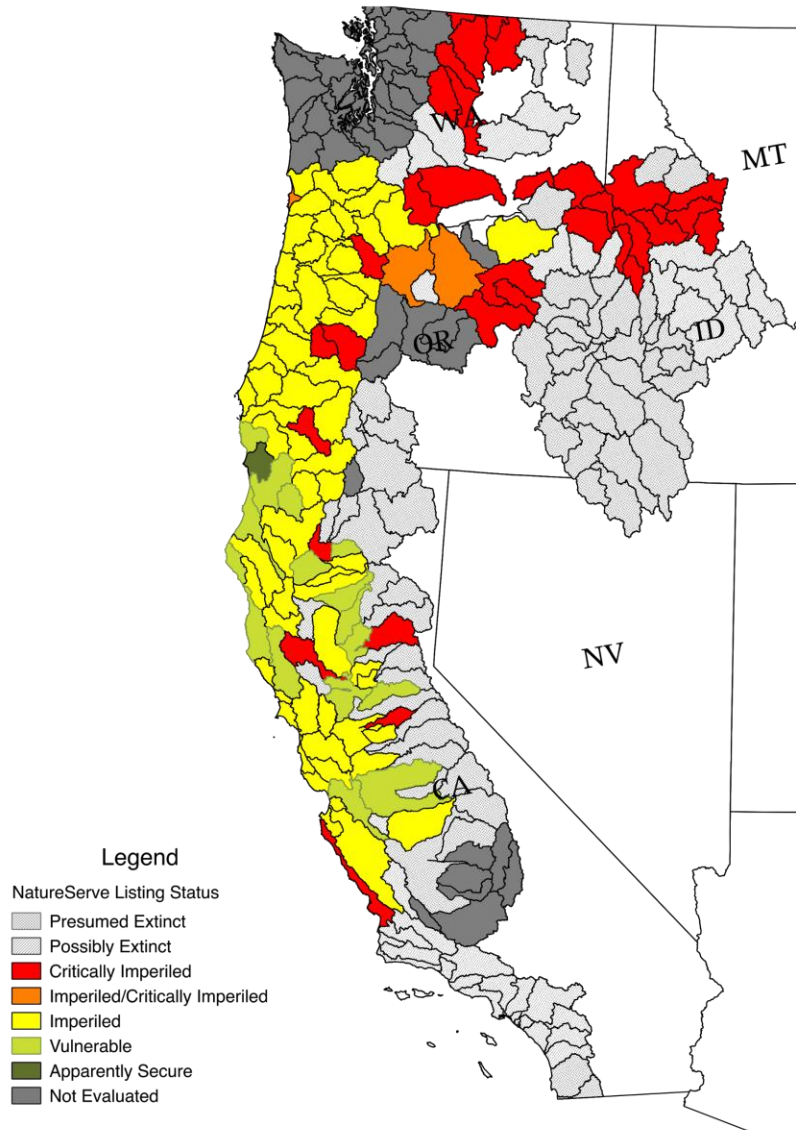 WA
MT
ID
OR
NV
CA
Legend
NatureServe Listing Status
Presumed Extinct
Possibly Extinct
Critically Imperiled
Imperiled/Critically Imperiled
Imperiled
Vulnerable
Apparently Secure
Not Evaluated